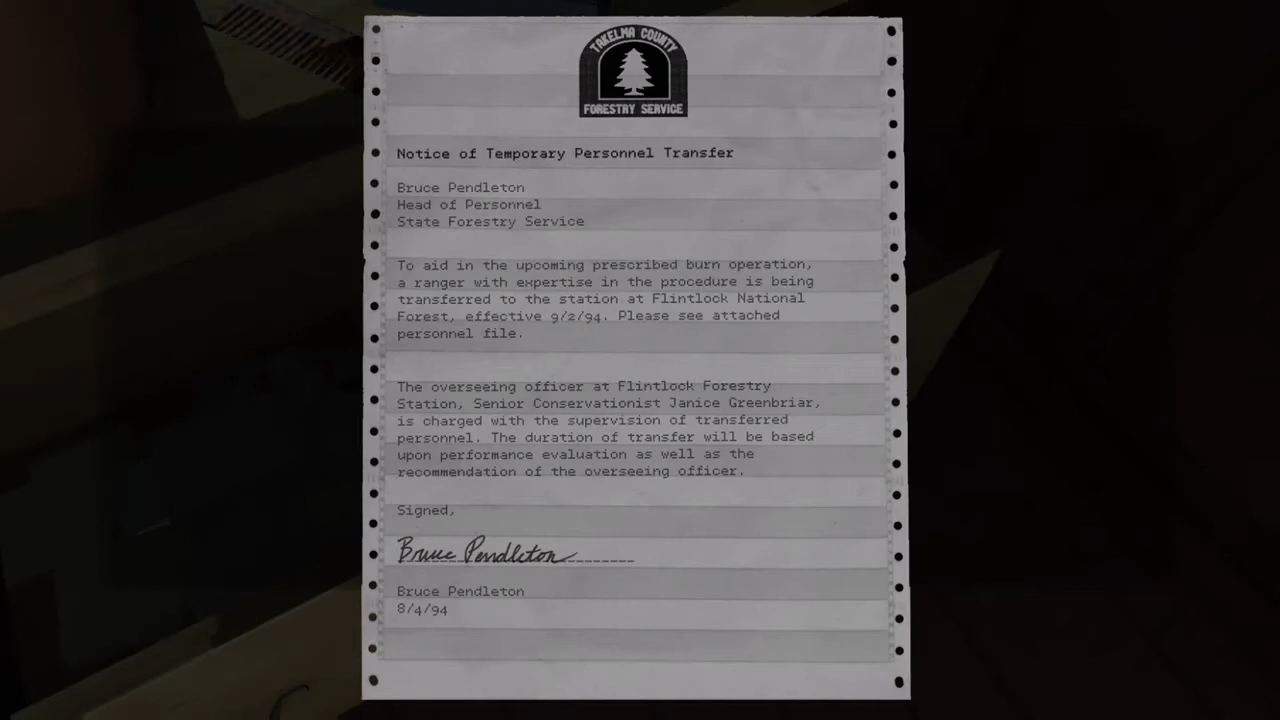 TAKELMA COUNTY
FORESTRY SERVICE
Notice of Temporary Personnel Transfer
Bruce Pendleton
Head of Personnel
State Forestry Service
To aid in the upcoming prescribed burn operation,
a ranger with expertise in the procedure is being
transferred to the station at Flintlock National
Forest, effective 9/2/94. Please see attached
personnel file.
The overseeing officer at Flintlock Forestry
Station, Senior Conservationist Janice Greenbriar,
is charged with the supervision of transferred
personnel. The duration of transfer will be based
upon performance evaluation as well as the
recommendation of the overseeing officer.
Signed,
Bruce Pendleton
Bruce Pendleton
8/4/94